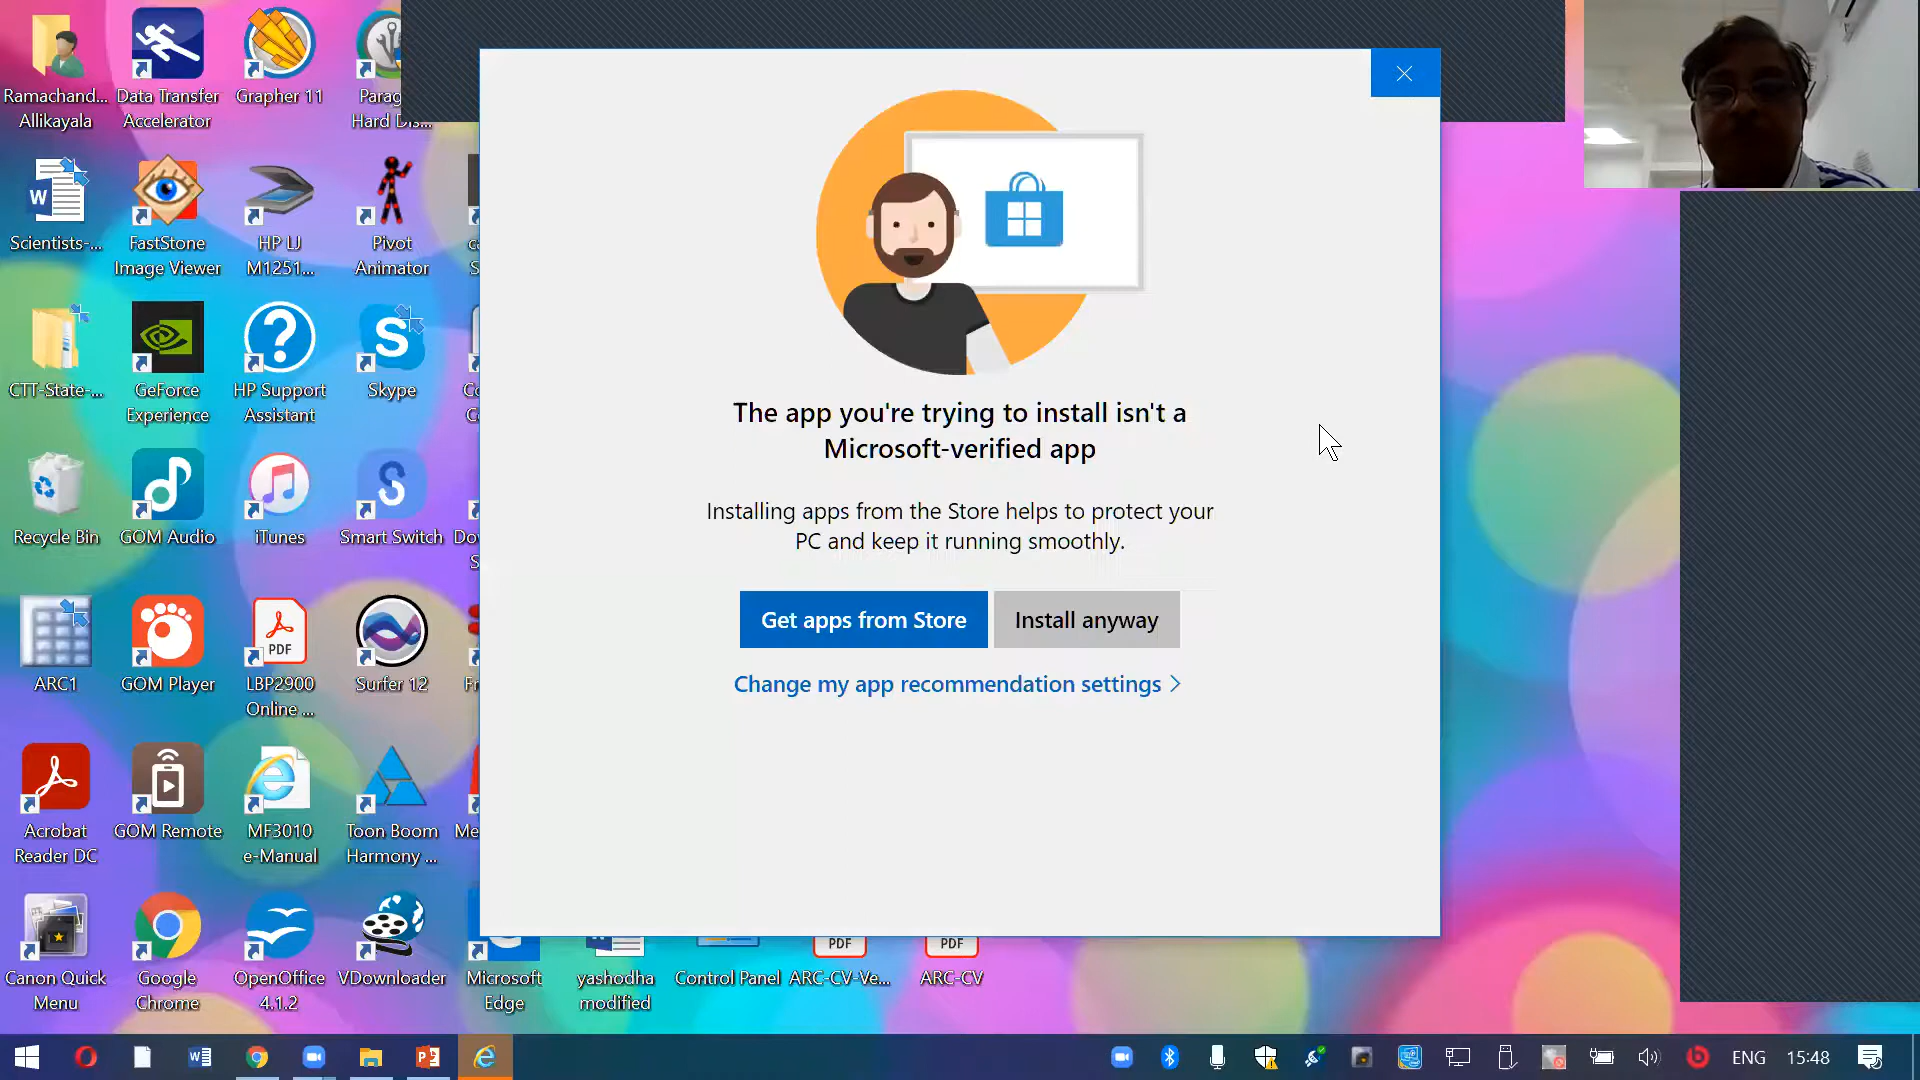 Ramachand...
Allikayala
Data Transfer
Accelerator
Grapher 11
Parag
Hard Dis...
Scientists-...
FastStone
Image Viewer
HP LJ
M1251...
Pivot
Animator
CTT-State-...
GeForce
Experience
HP Support
Assistant
Skype
Recycle Bin
GOM Audio
iTunes
Smart Switch
ARC1
GOM Player
PDF
LBP2900
Online ...
Surfer 12
Acrobat
Reader DC
GOM Remote
MF3010
e-Manual
Toon Boom
Harmony ...
Canon Quick
Menu
Google
Chrome
OpenOffice
4.1.2
VDownloader
Microsoft
Edge
yashodha
modified
Control Panel
PDF
ARC-CV-Ve...
PDF
ARC-CV
The app you're trying to install isn't a
Microsoft-verified app
Installing apps from the Store helps to protect your
PC and keep it running smoothly.
Get apps from Store
Install anyway
Change my app recommendation settings
ENG
15:48